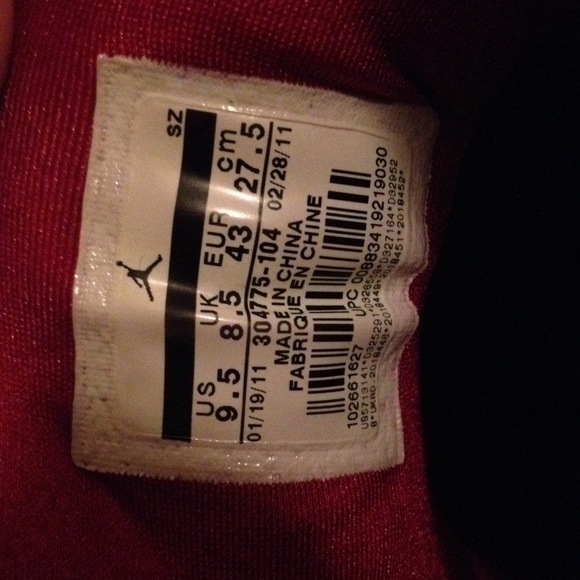 SZ
US UK EUR cm
9.5 8.5 43 27.5
01/19/11 304775-104 02/28/11
MADE IN CHINA
FABRIQUE EN CHINE
102661627 UPC 00883419219030